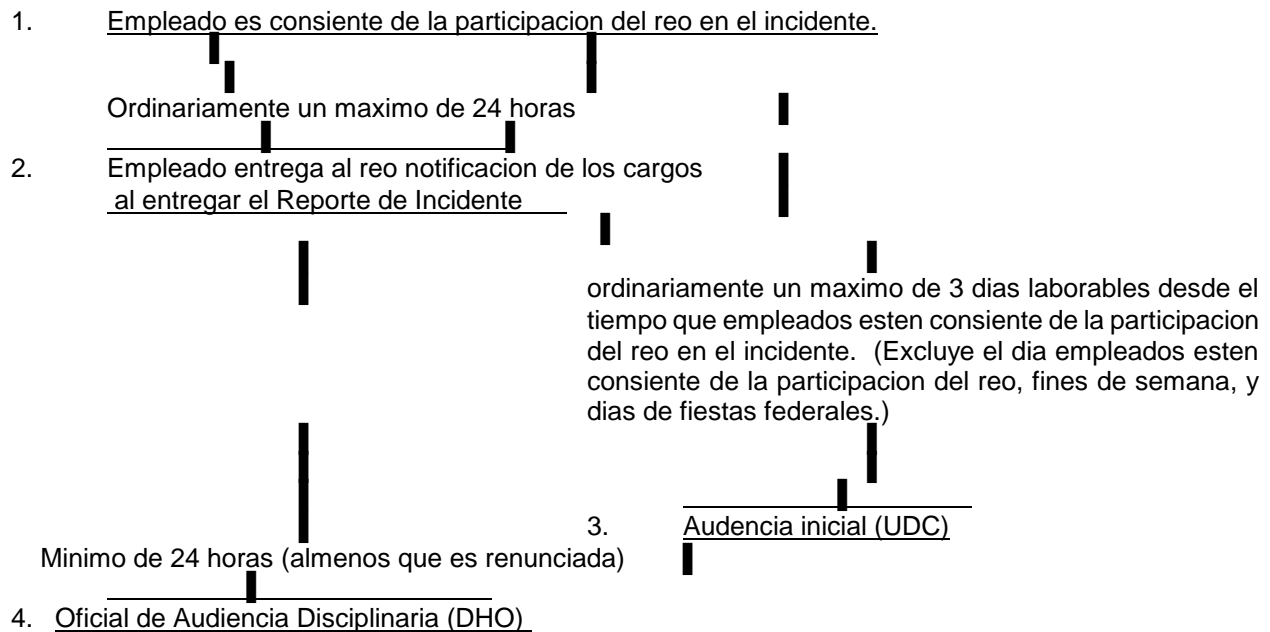 1. Empleado es consiente de la participacion del reo en el incidente.
Ordinariamente un maximo de 24 horas
2. Empleado entrega al reo notificacion de los cargos
al entregar el Reporte de Incidente
ordinariamente un maximo de 3 dias laborables desde el
tiempo que empleados esten consiente de la participacion
del reo en el incidente. (Excluye el dia empleados esten
consiente de la participacion del reo, fines de semana, y
dias de fiestas federales.)
3. Audencia inicial (UDC)
Minimo de 24 horas (almenos que es renunciada)
4. Oficial de Audiencia Disciplinaria (DHO)